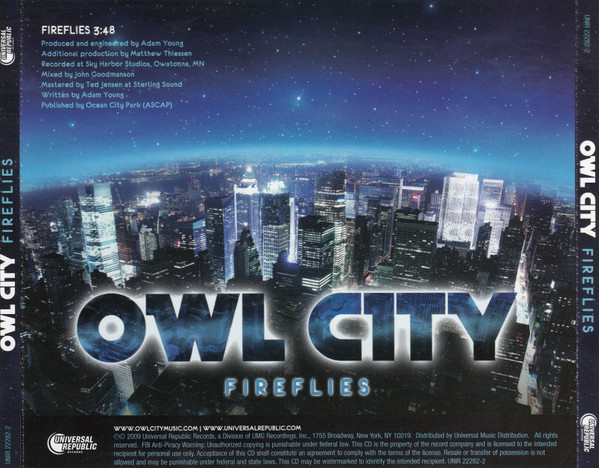 FIREFLIES 3:48
Produced and engineered by Adam Young
Additional production by Matthew Thiessen
Recorded at Sky Harbor Studios, Owatonna, MN
Mixed by John Goodmanson
Mastered by Ted Jensen at Sterling Sound
Written by Adam Young
Published by Ocean City Park (ASCAP)
UNIVERSAL REPUBLIC
OWL CITY FIREFLIES
UNIR 22282-2
UNIR 22282-2
OWL CITY FIREFLIES
UNIVERSAL REPUBLIC
OWL CITY
FIREFLIES
WWW.OWLCITYMUSIC.COM | WWW.UNIVERSALREPUBLIC.COM
UNIVERSAL
REPUBLIC
RECORDS
©℗ 2009 Universal Republic Records, a Division of UMG Recordings, Inc., 1755 Broadway, New York, NY 10019. Distributed by Universal Music Distribution. All rights
reserved. FBI Anti-Piracy Warning: Unauthorized copying is punishable under federal law. This CD is the property of the record company and is licensed to the intended
recipient for personal use only. Acceptance of this CD shall constitute an agreement to comply with the terms of the license. Resale or transfer of possession is not
allowed and may be punishable under federal and state laws. This CD may be watermarked to identify the intended recipient. UNIR 22282-2